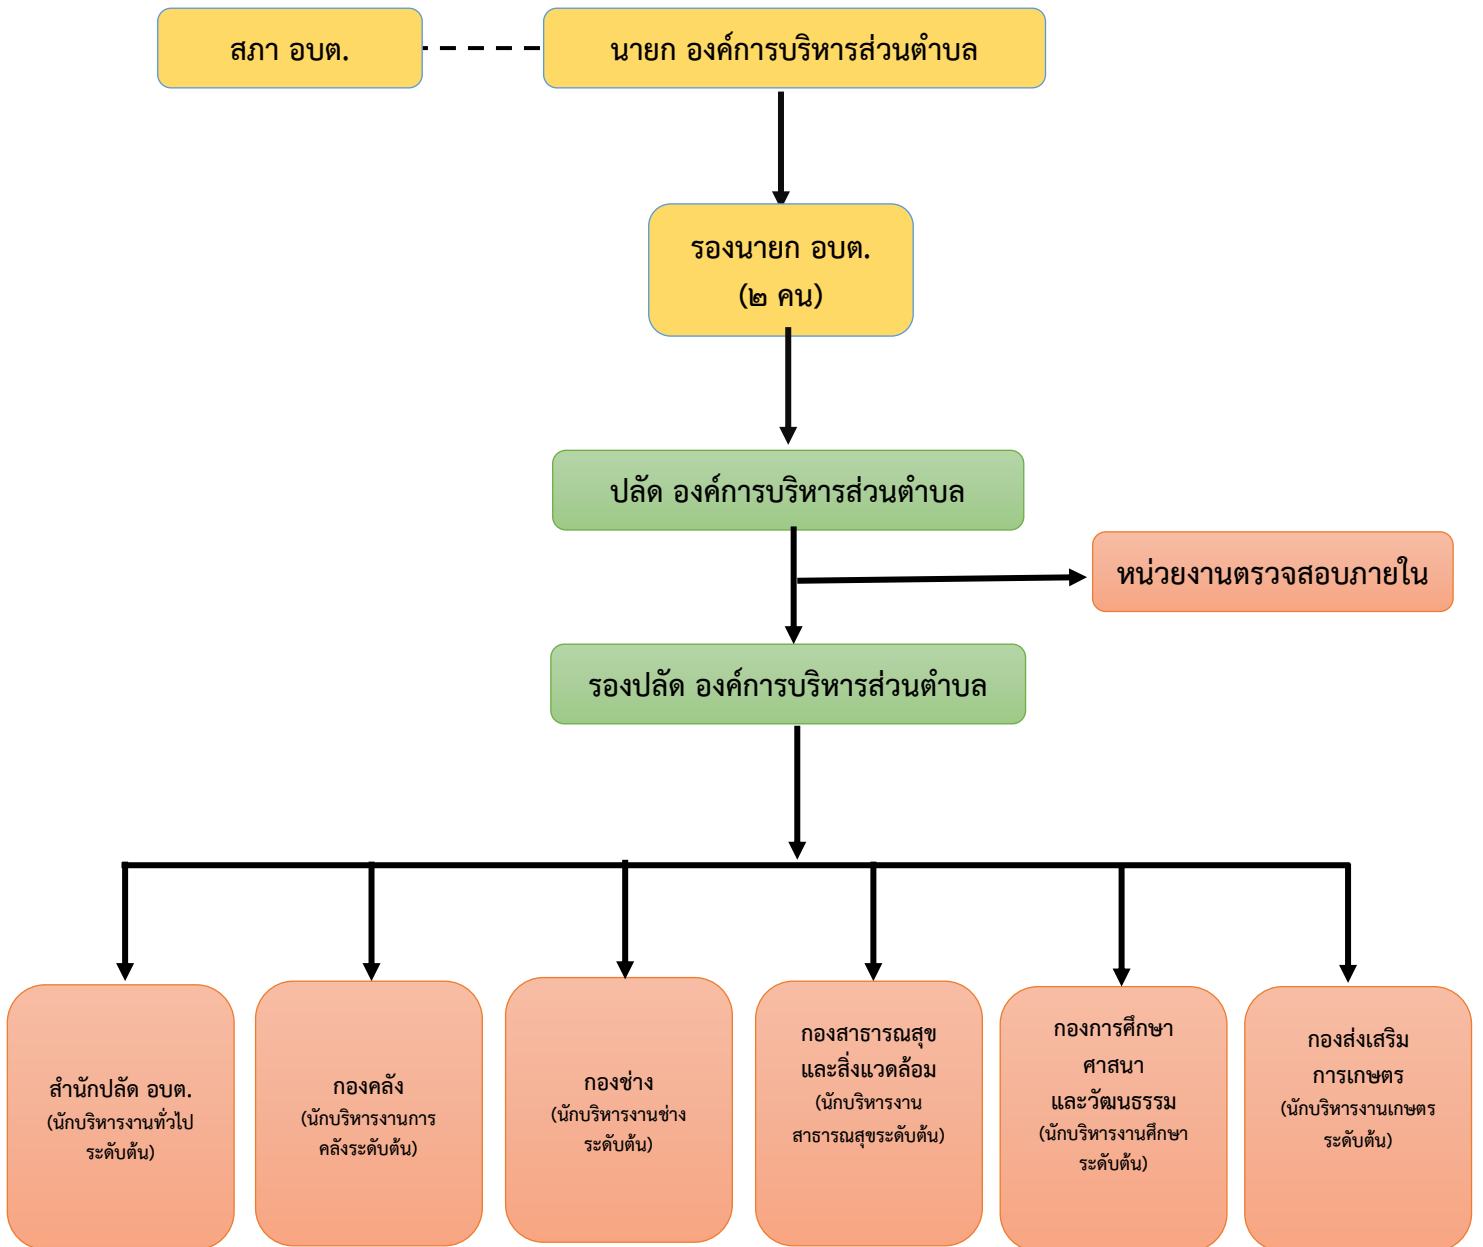 สภา อบต.
นายก องค์การบริหารส่วนตำบล
รองนายก อบต.
(๒ คน)
ปลัด องค์การบริหารส่วนตำบล
หน่วยงานตรวจสอบภายใน
รองปลัด องค์การบริหารส่วนตำบล
สำนักปลัด อบต.
(นักบริหารงานทั่วไป
ระดับต้น)
กองคลัง
(นักบริหารงานการ
คลังระดับต้น)
กองช่าง
(นักบริหารงานช่าง
ระดับต้น)
กองสาธารณสุข
และสิ่งแวดล้อม
(นักบริหารงาน
สาธารณสุขระดับต้น)
กองการศึกษา
ศาสนา
และวัฒนธรรม
(นักบริหารงานศึกษา
ระดับต้น)
กองส่งเสริม
การเกษตร
(นักบริหารงานเกษตร
ระดับต้น)